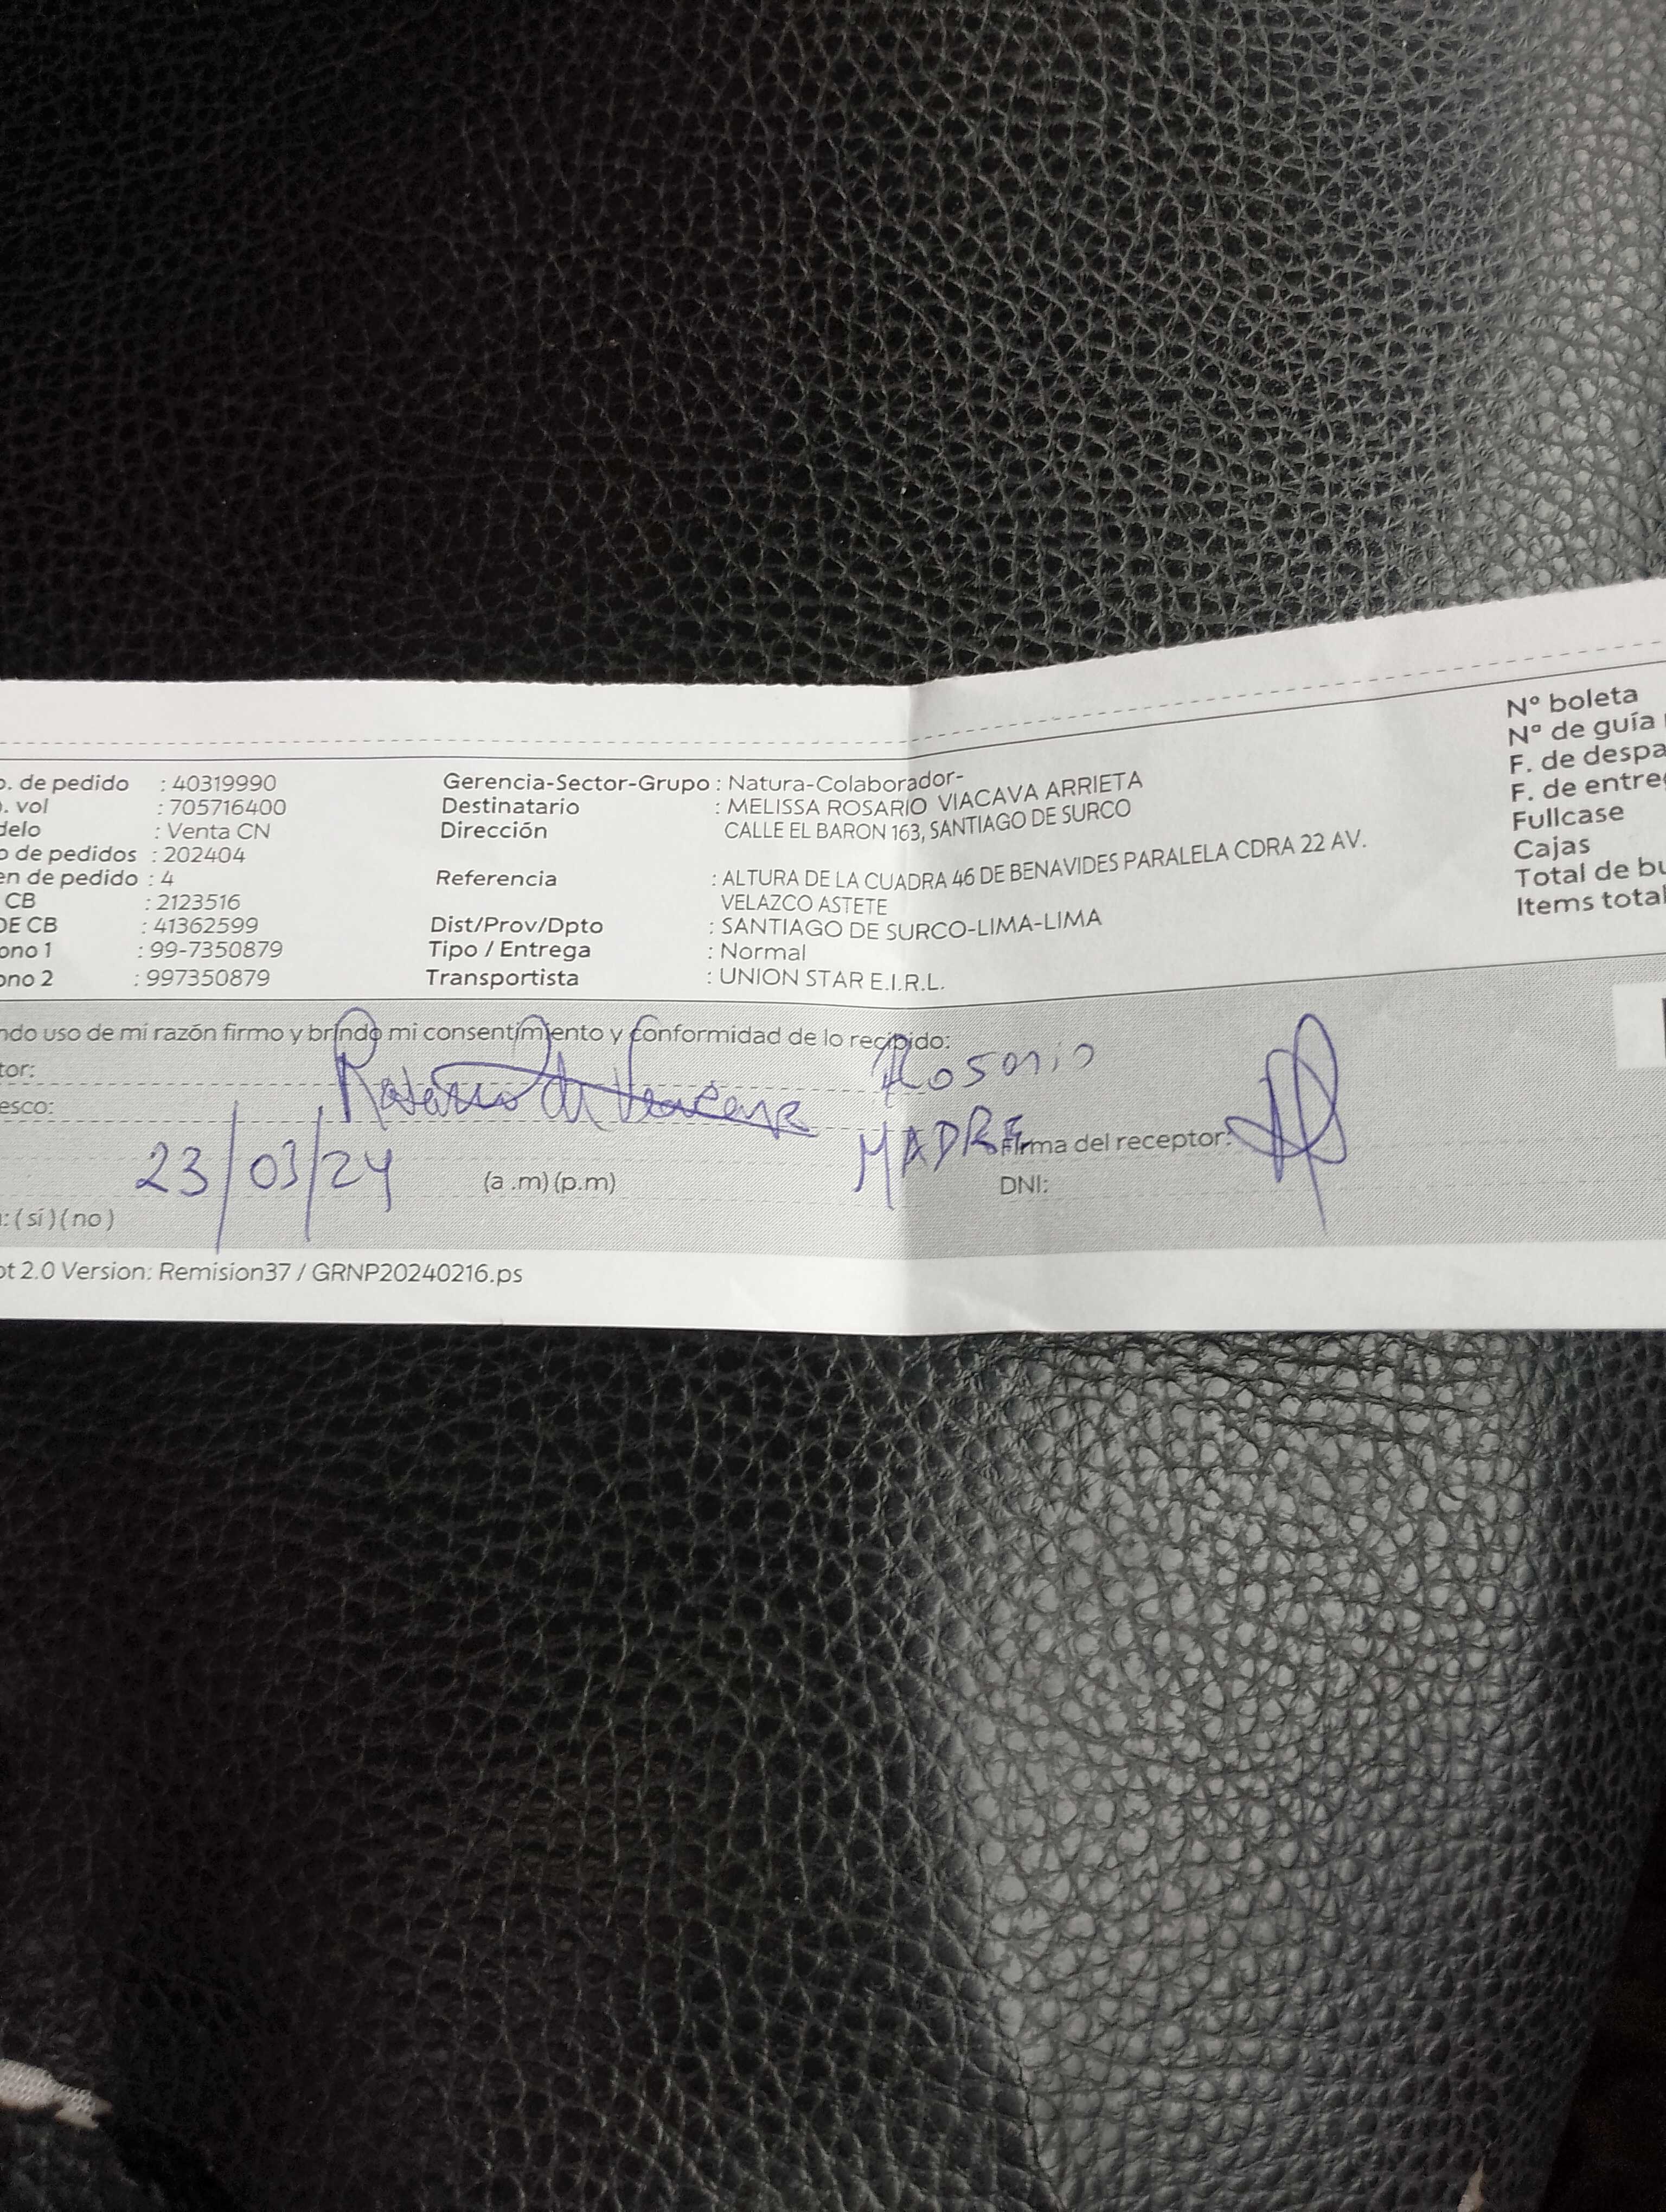 o. de pedido : 40319990
. vol : 705716400
delo : Venta CN
o de pedidos : 202404
en de pedido : 4
CB : 2123516
DE CB : 41362599
ono 1 : 99-7350879
ono 2 : 997350879
Gerencia-Sector-Grupo : Natura-Colaborador-
Destinatario : MELISSA ROSARIO VIACAVA ARRIETA
Dirección CALLE EL BARON 163, SANTIAGO DE SURCO
Referencia : ALTURA DE LA CUADRA 46 DE BENAVIDES PARALELA CDRA 22 AV.
VELAZCO ASTETE
Dist/Prov/Dpto : SANTIAGO DE SURCO-LIMA-LIMA
Tipo / Entrega : Normal
Transportista : UNION STAR E.I.R.L.
Nº boleta
Nº de guía
F. de despa
F. de entre
Fullcase
Cajas
Total de bu
Items total
ndo uso de mi razón firmo y brindo mi consentimiento y conformidad de lo recibido:
tor: Rosario
esco: MADRE Firma del receptor:
23/03/24 (a .m) (p.m) DNI:
: ( sí ) ( no )
pt 2.0 Version: Remision37 / GRNP20240216.ps